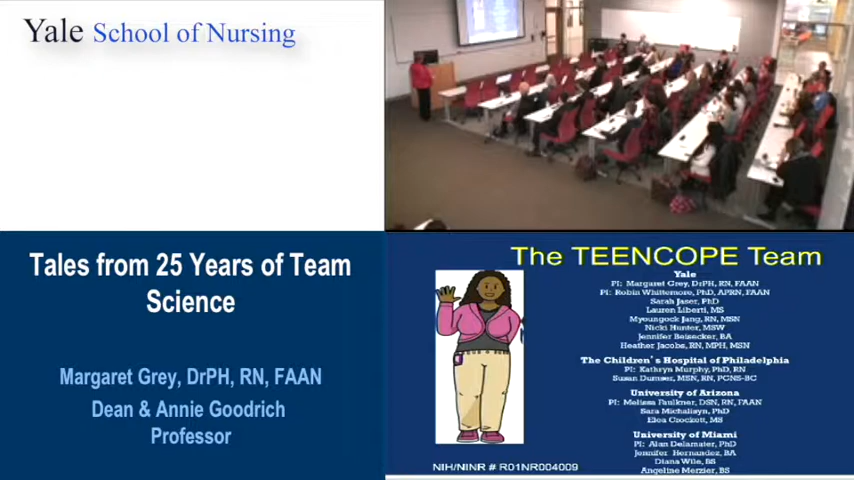 Yale School of Nursing
Tales from 25 Years of Team
Science
Margaret Grey, DrPH, RN, FAAN
Dean & Annie Goodrich
Professor
The TEENCOPE Team
Yale
PI: Margaret Grey, DrPH, RN, FAAN
PI: Robin Whittemore, PhD, APRN, FAAN
Sarah Jaser, PhD
Lauren Liberti, MS
Myoungock Jang, RN, MSN
Nicki Hunter, MSW
Jennifer Beisecker, BA
Heather Jacobs, RN, MPH, MSN
The Children's Hospital of Philadelphia
PI: Kathryn Murphy, PhD, RN
Susan Dumser, MSN, RN, PCNS-BC
University of Arizona
PI: Melissa Faulkner, DSN, RN, FAAN
Sara Michaliszyn, PhD
Eloa Crockett, MS
University of Miami
PI: Alan Delamater, PhD
Jennifer Hernandez, BA
Diana Wile, BS
Angeline Merzier, BS
NIH/NINR # R01NR004009